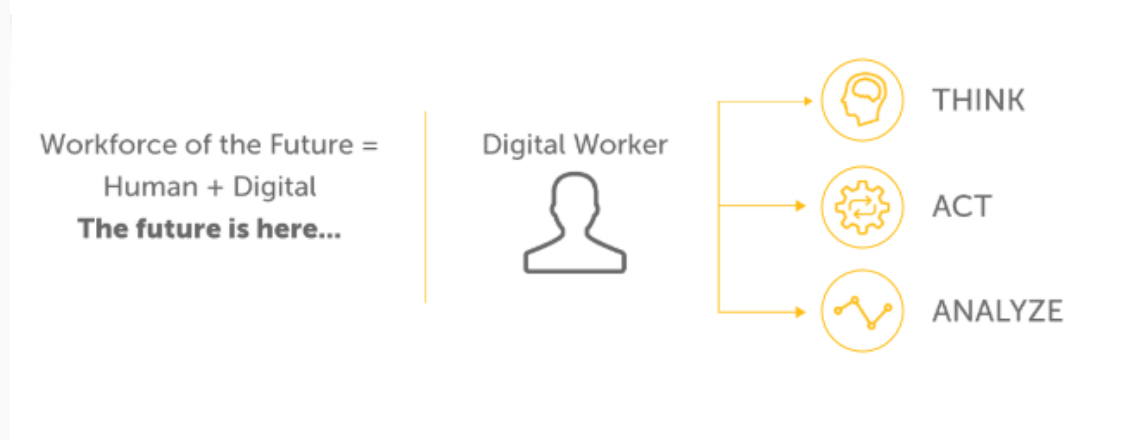 Workforce of the Future =
Human + Digital
The future is here...
Digital Worker
THINK
ACT
ANALYZE